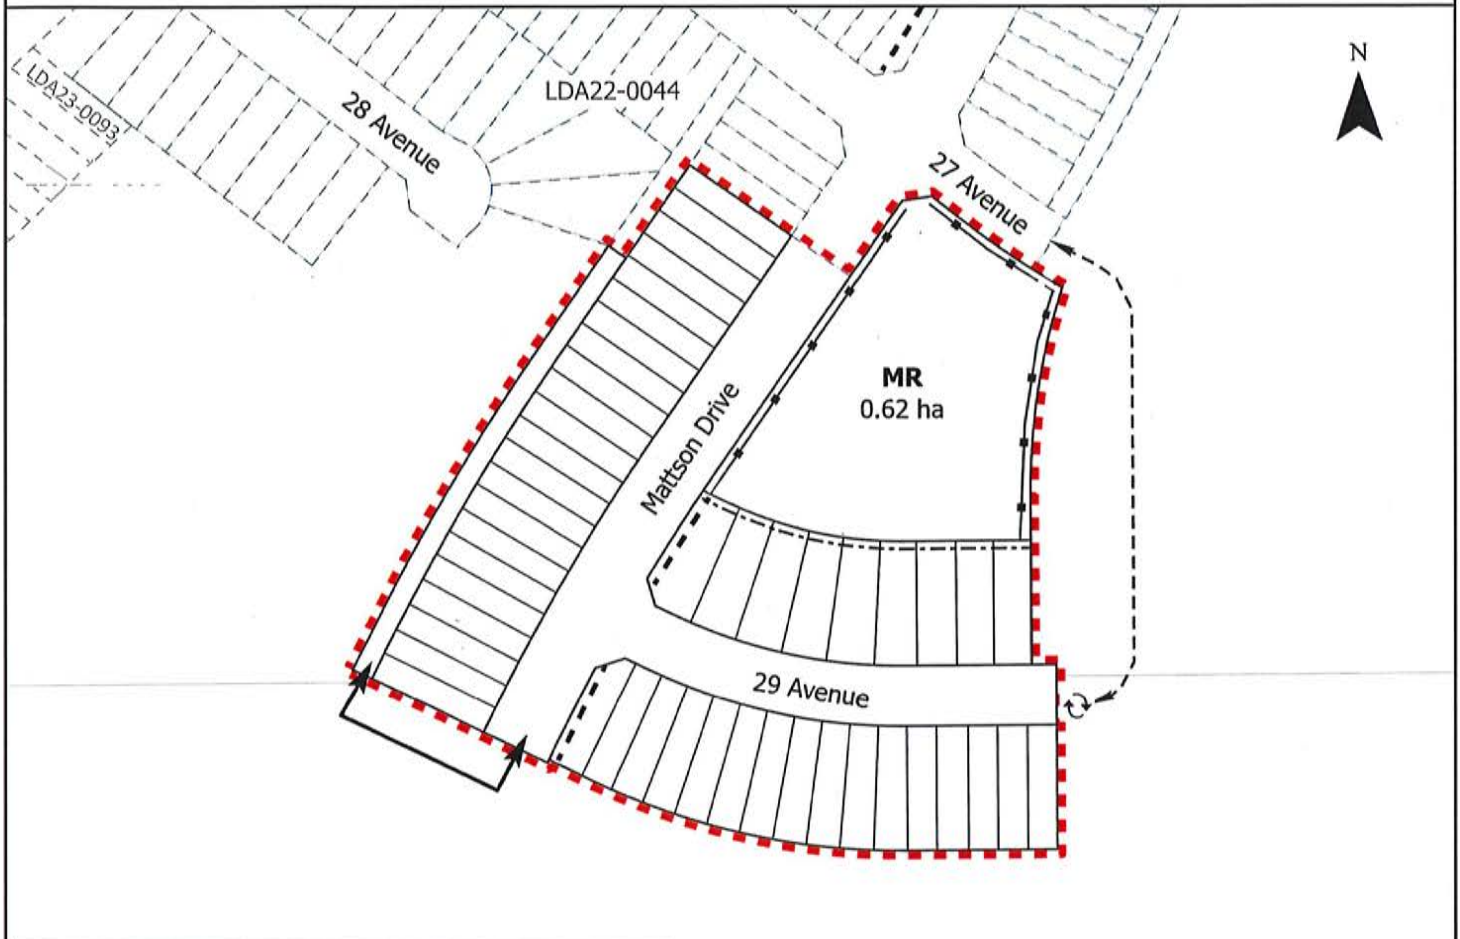 N
LDA22-0044
LDA23-0093
28 Avenue
27 Avenue
MR
0.62 ha
Mattson Drive
29 Avenue